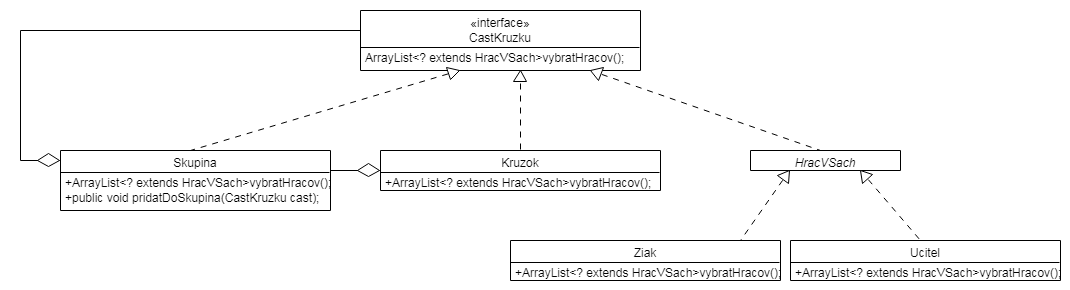 «interface»
CastKruzku
ArrayList<? extends HracVSach>vybratHracov();
Skupina
+ArrayList<? extends HracVSach>vybratHracov();
+public void pridatDoSkupina(CastKruzku cast);
Kruzok
+ArrayList<? extends HracVSach>vybratHracov();
HracVSach
Ziak
+ArrayList<? extends HracVSach>vybratHracov();
Ucitel
+ArrayList<? extends HracVSach>vybratHracov();